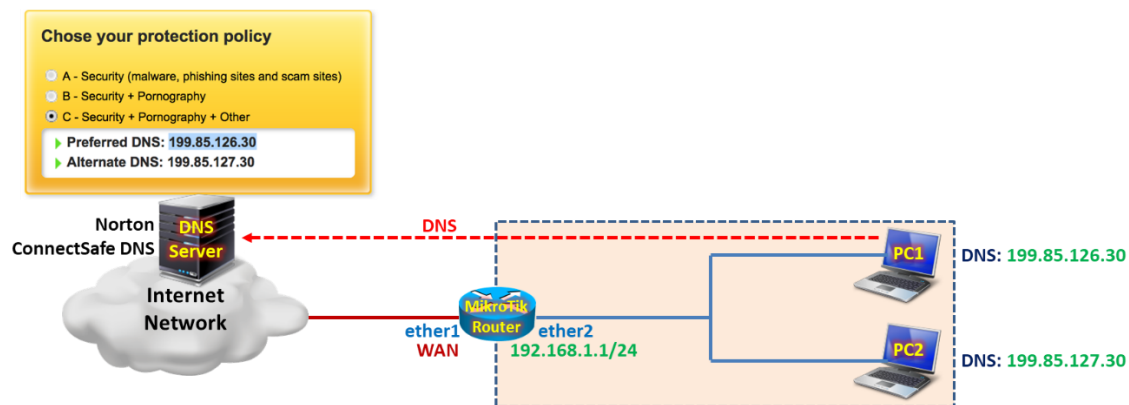 Chose your protection policy
A - Security (malware, phishing sites and scam sites)
B - Security + Pornography
C - Security + Pornography + Other
Preferred DNS: 199.85.126.30
Alternate DNS: 199.85.127.30
Norton
ConnectSafe DNS
DNS
Server
Internet
Network
DNS
MikroTik
Router
ether1
WAN
ether2
192.168.1.1/24
PC1
DNS: 199.85.126.30
PC2
DNS: 199.85.127.30